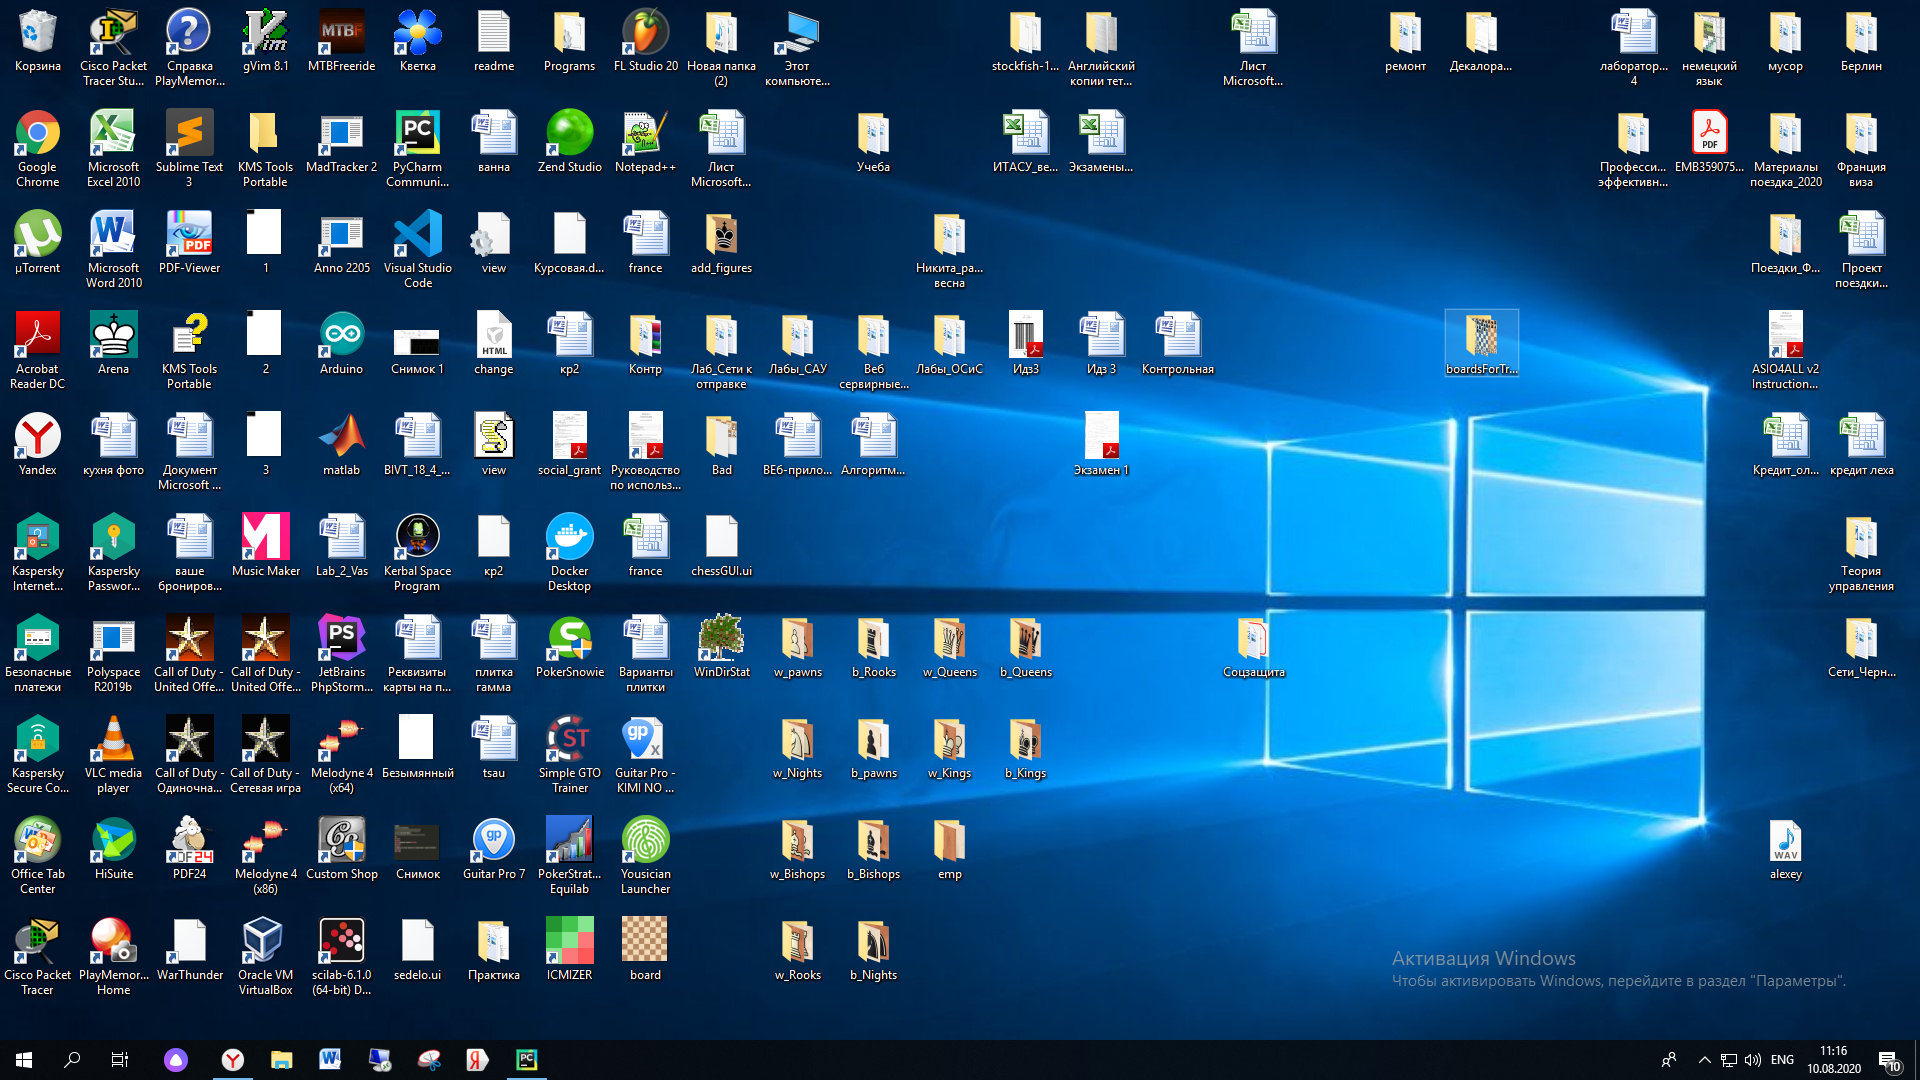 Корзина
Cisco Packet
Tracer Stu...
Справка
PlayMemor...
gVim 8.1
MTBFreeride
Кветка
readme
Programs
FL Studio 20
Новая папка
(2)
Этот
компьюте...
stockfish-1...
Английский
копии тет...
Лист
Microsoft...
ремонт
Декалора...
лаборатор...
4
немецкий
язык
мусор
Берлин
Google
Chrome
Microsoft
Excel 2010
Sublime Text
3
KMS Tools
Portable
MadTracker 2
PyCharm
Communi...
ванна
Zend Studio
Notepad++
Лист
Microsoft...
Учеба
ИТАСУ_ве...
Экзамены...
Професси...
эффективн...
EMB359075...
Материалы
поездка_2020
Франция
виза
µTorrent
Microsoft
Word 2010
PDF-Viewer
1
Anno 2205
Visual Studio
Code
view
Курсовая.d...
france
add_figures
Никита_ра...
весна
Поездки_Ф...
Проект
поездки...
Acrobat
Reader DC
Arena
KMS Tools
Portable
2
Arduino
Снимок 1
change
кр2
Контр
Лаб_Сети к
отправке
Лабы_САУ
Веб
сервирные...
Лабы_ОСиС
Идз3
Идз 3
Контрольная
boardsForTr...
ASIO4ALL v2
Instruction...
Yandex
кухня фото
Документ
Microsoft ...
3
matlab
BIVT_18_4_...
view
social_grant
Руководство
по использ...
Bad
ВЕб-прило...
Алгоритм...
Экзамен 1
Кредит_ол...
кредит леха
Kaspersky
Internet...
Kaspersky
Passwor...
ваше
брониров...
Music Maker
Lab_2_Vas
Kerbal Space
Program
кр2
Docker
Desktop
france
chessGUI.ui
Теория
управления
Безопасные
платежи
Polyspace
R2019b
Call of Duty -
United Offe...
Call of Duty -
United Offe...
JetBrains
PhpStorm...
Реквизиты
карты на п...
плитка
гамма
PokerSnowie
Варианты
плитки
WinDirStat
w_pawns
b_Rooks
w_Queens
b_Queens
Соцзащита
Сети_Черн...
Kaspersky
Secure Co...
VLC media
player
Call of Duty -
Одиночна...
Call of Duty -
Сетевая игра
Melodyne 4
(x64)
Безымянный
tsau
Simple GTO
Trainer
Guitar Pro -
KIMI NO ...
w_Nights
b_pawns
w_Kings
b_Kings
Office Tab
Center
HiSuite
PDF24
Melodyne 4
(x86)
Custom Shop
Снимок
Guitar Pro 7
PokerStrat...
Equilab
Yousician
Launcher
w_Bishops
b_Bishops
emp
WAV
alexey
Cisco Packet
Tracer
PlayMemor...
Home
WarThunder
Oracle VM
VirtualBox
scilab-6.1.0
(64-bit) D...
sedelo.ui
Практика
ICMIZER
board
w_Rooks
b_Nights
Активация Windows
Чтобы активировать Windows, перейдите в раздел "Параметры".
ENG
11:16
10.08.2020
10